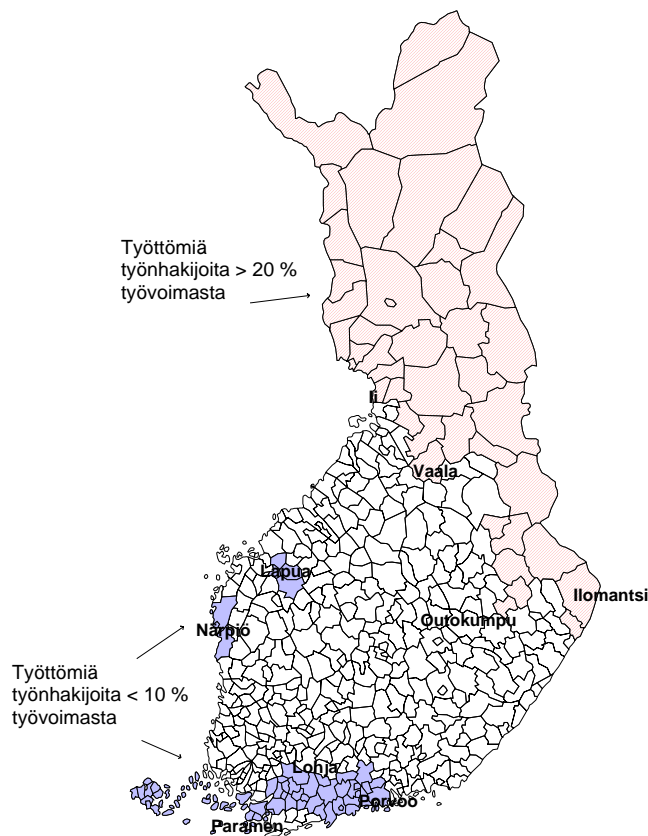 Työttömiä
työnhakijoita > 20 %
työvoimasta
Ii
Vaala
Lapua
Ilomantsi
Outokumpu
Närpiö
Työttömiä
työnhakijoita < 10 %
työvoimasta
Lohja
Porvoo
Parainen